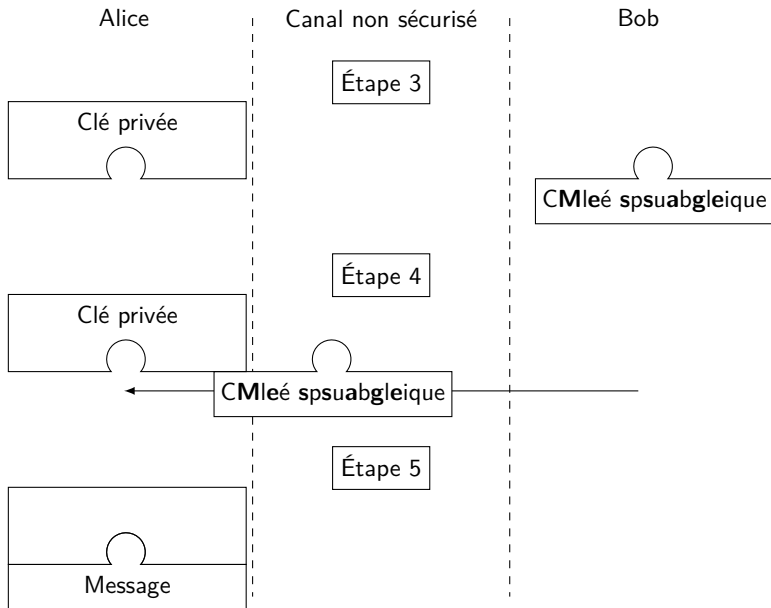 Alice Canal non sécurisé Bob
Étape 3
Clé privée
CMleé spsuabgleique
Étape 4
Clé privée
CMleé spsuabgleique
Étape 5
Message